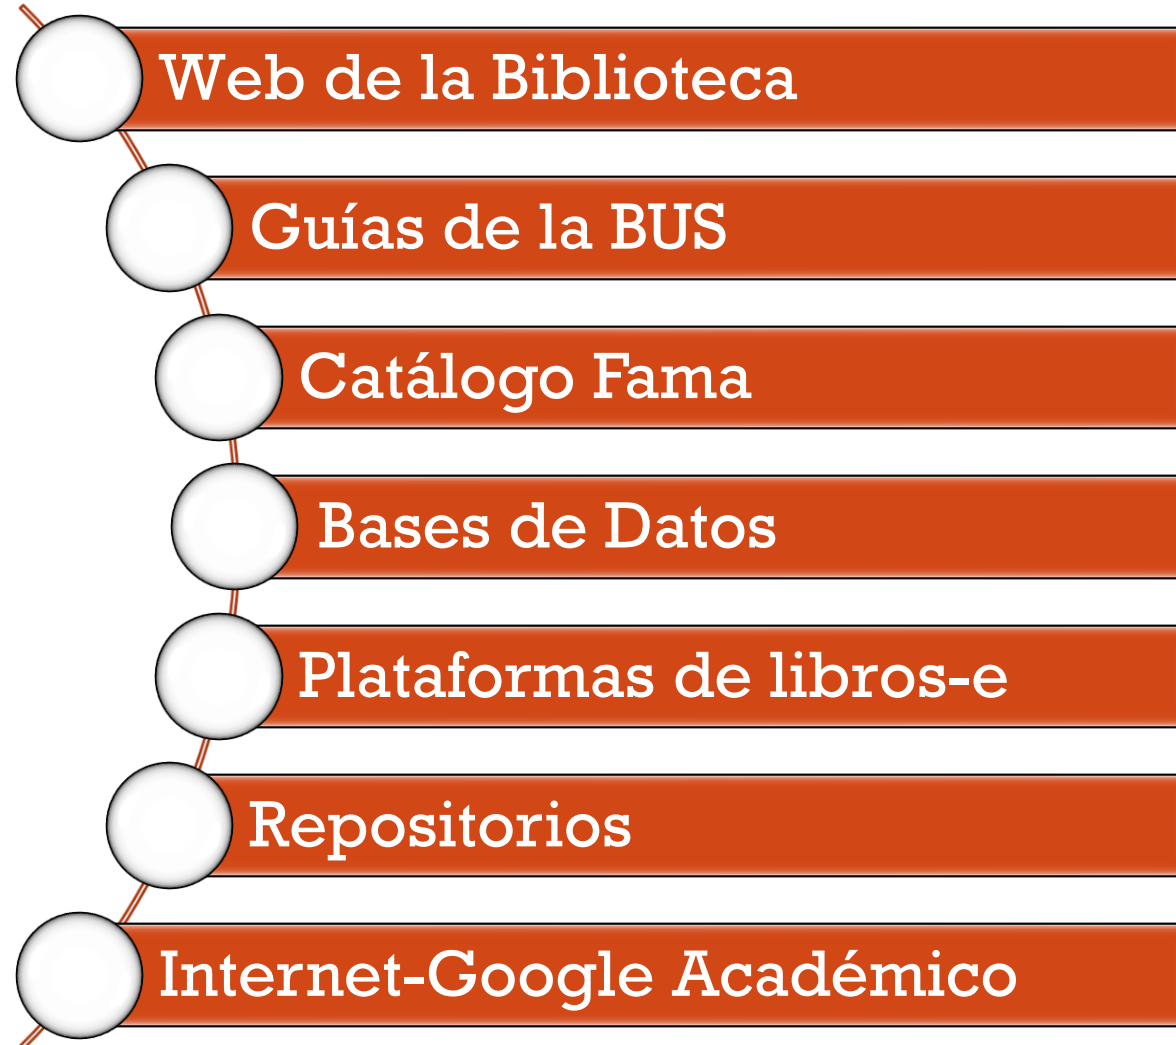 Web de la Biblioteca
Guías de la BUS
Catálogo Fama
Bases de Datos
Plataformas de libros-e
Repositorios
Internet-Google Académico